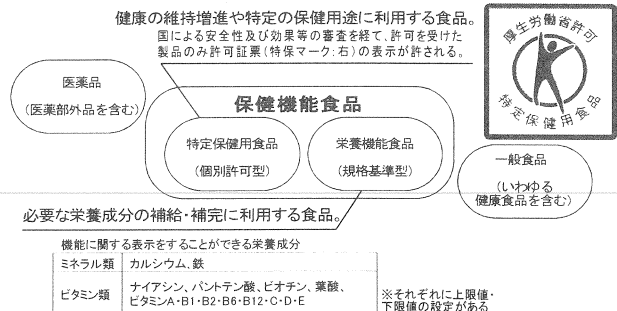 健康の維持増進や特定の保健用途に利用する食品。
国による安全性及び効果等の審査を経て、許可を受けた
製品のみ許可証票(特保マーク:右)の表示が許される。
厚生労働省許可
特定保健用食品
医薬品
(医薬部外品を含む)
保健機能食品
特定保健用食品
(個別許可型)
栄養機能食品
(規格基準型)
一般食品
(いわゆる
健康食品を含む)
必要な栄養成分の補給・補完に利用する食品。
機能に関する表示をすることができる栄養成分
ミネラル類 カルシウム、鉄
ビタミン類 ナイアシン、パントテン酸、ビオチン、葉酸、
ビタミンA・B1・B2・B6・B12・C・D・E
※それぞれに上限値・
下限値の設定がある